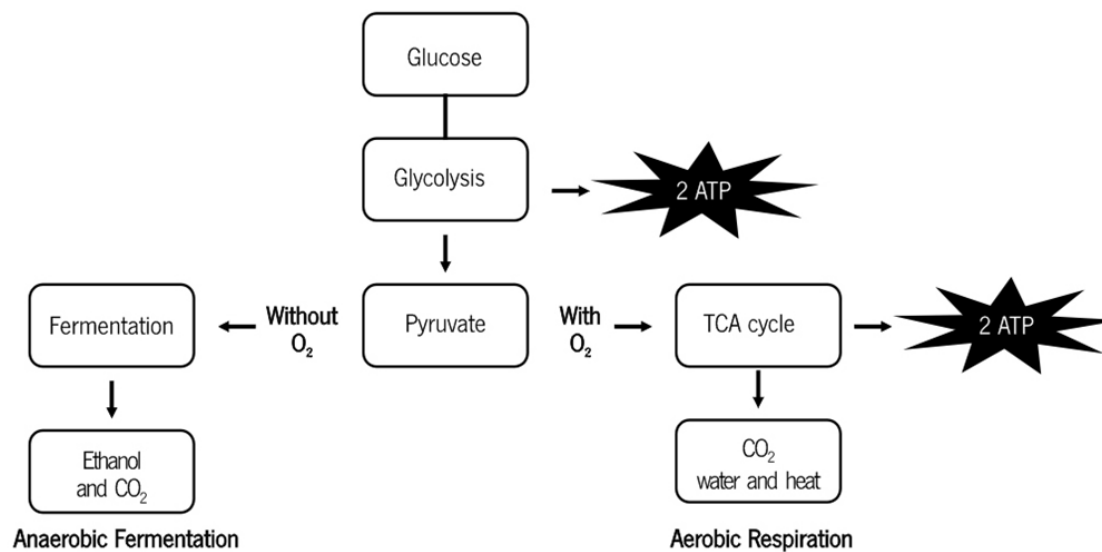 Glucose
Glycolysis
2 ATP
Fermentation
Without
O₂
Pyruvate
With
O₂
TCA cycle
2 ATP
Ethanol
and CO₂
CO₂
water and heat
Anaerobic Fermentation
Aerobic Respiration